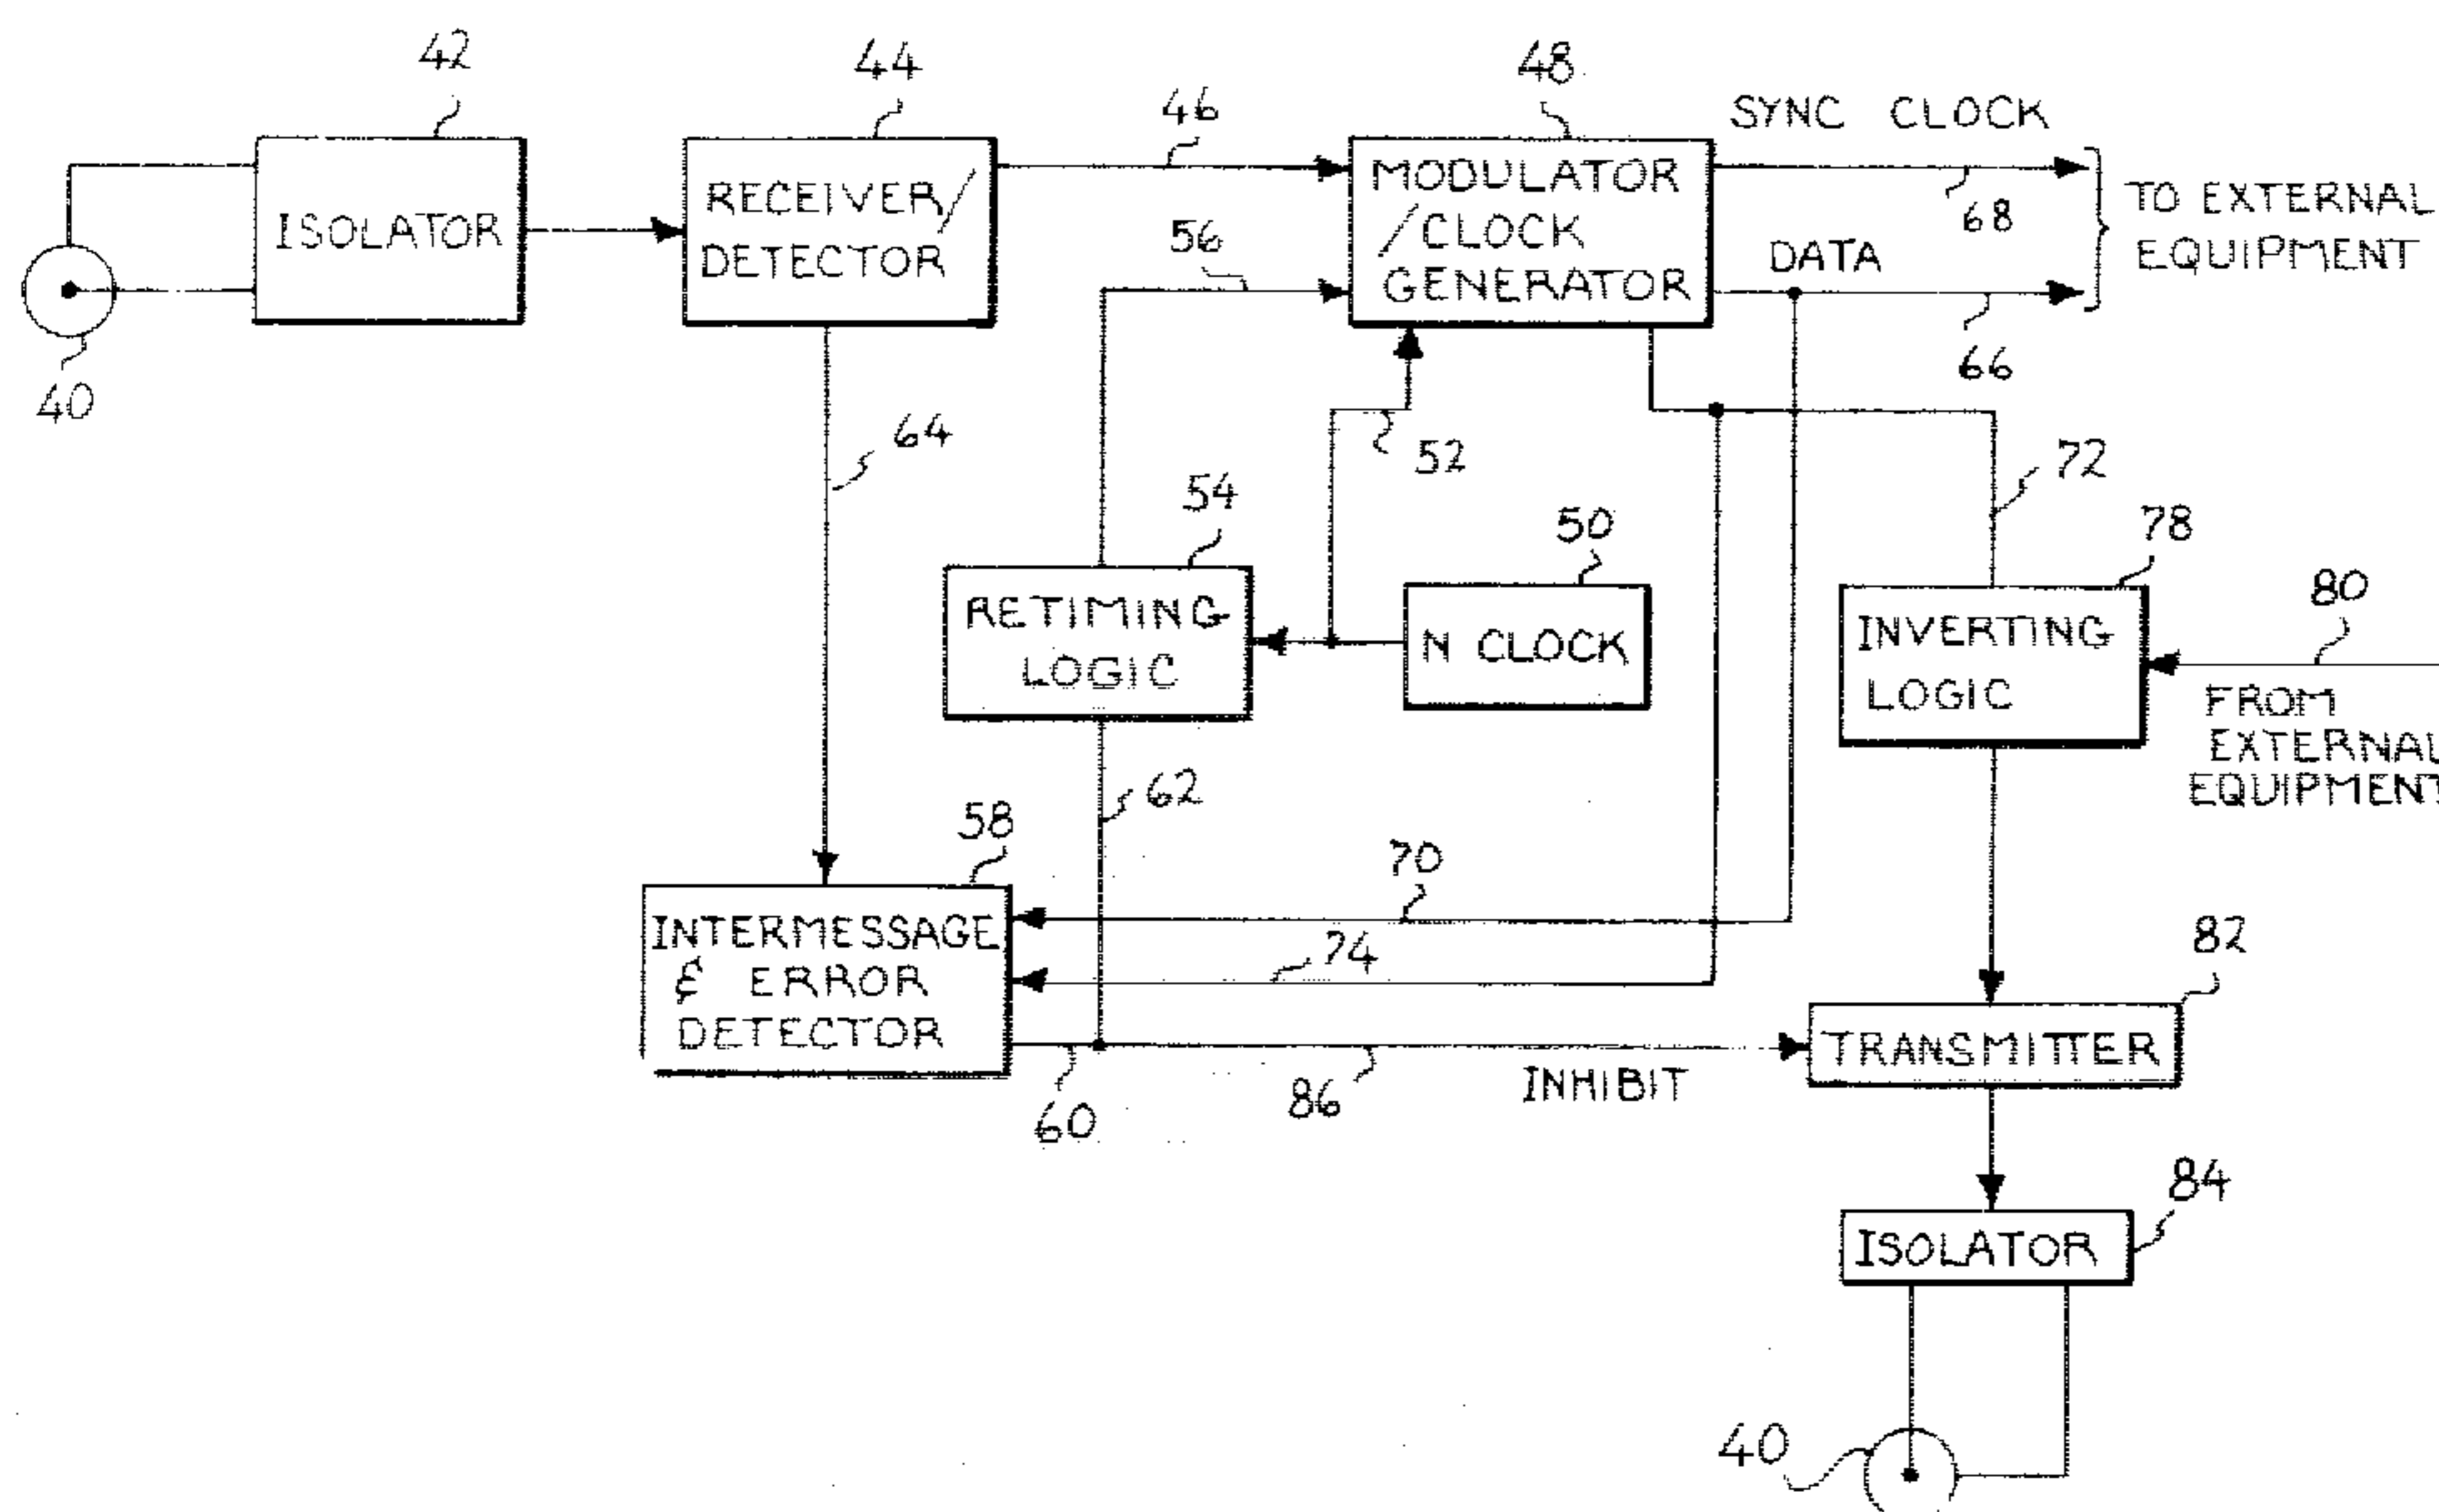 42
44
48
46
SYNC CLOCK
ISOLATOR
RECEIVER/
DETECTOR
MODULATOR
/CLOCK
GENERATOR
68
TO EXTERNAL
EQUIPMENT
56
DATA
66
40
64
52
72
54
50
78
80
RETIMING
LOGIC
N CLOCK
INVERTING
LOGIC
FROM
EXTERNAL
EQUIPMENT
62
58
70
INTERMESSAGE
& ERROR
DETECTOR
74
82
TRANSMITTER
60
86
INHIBIT
84
ISOLATOR
40